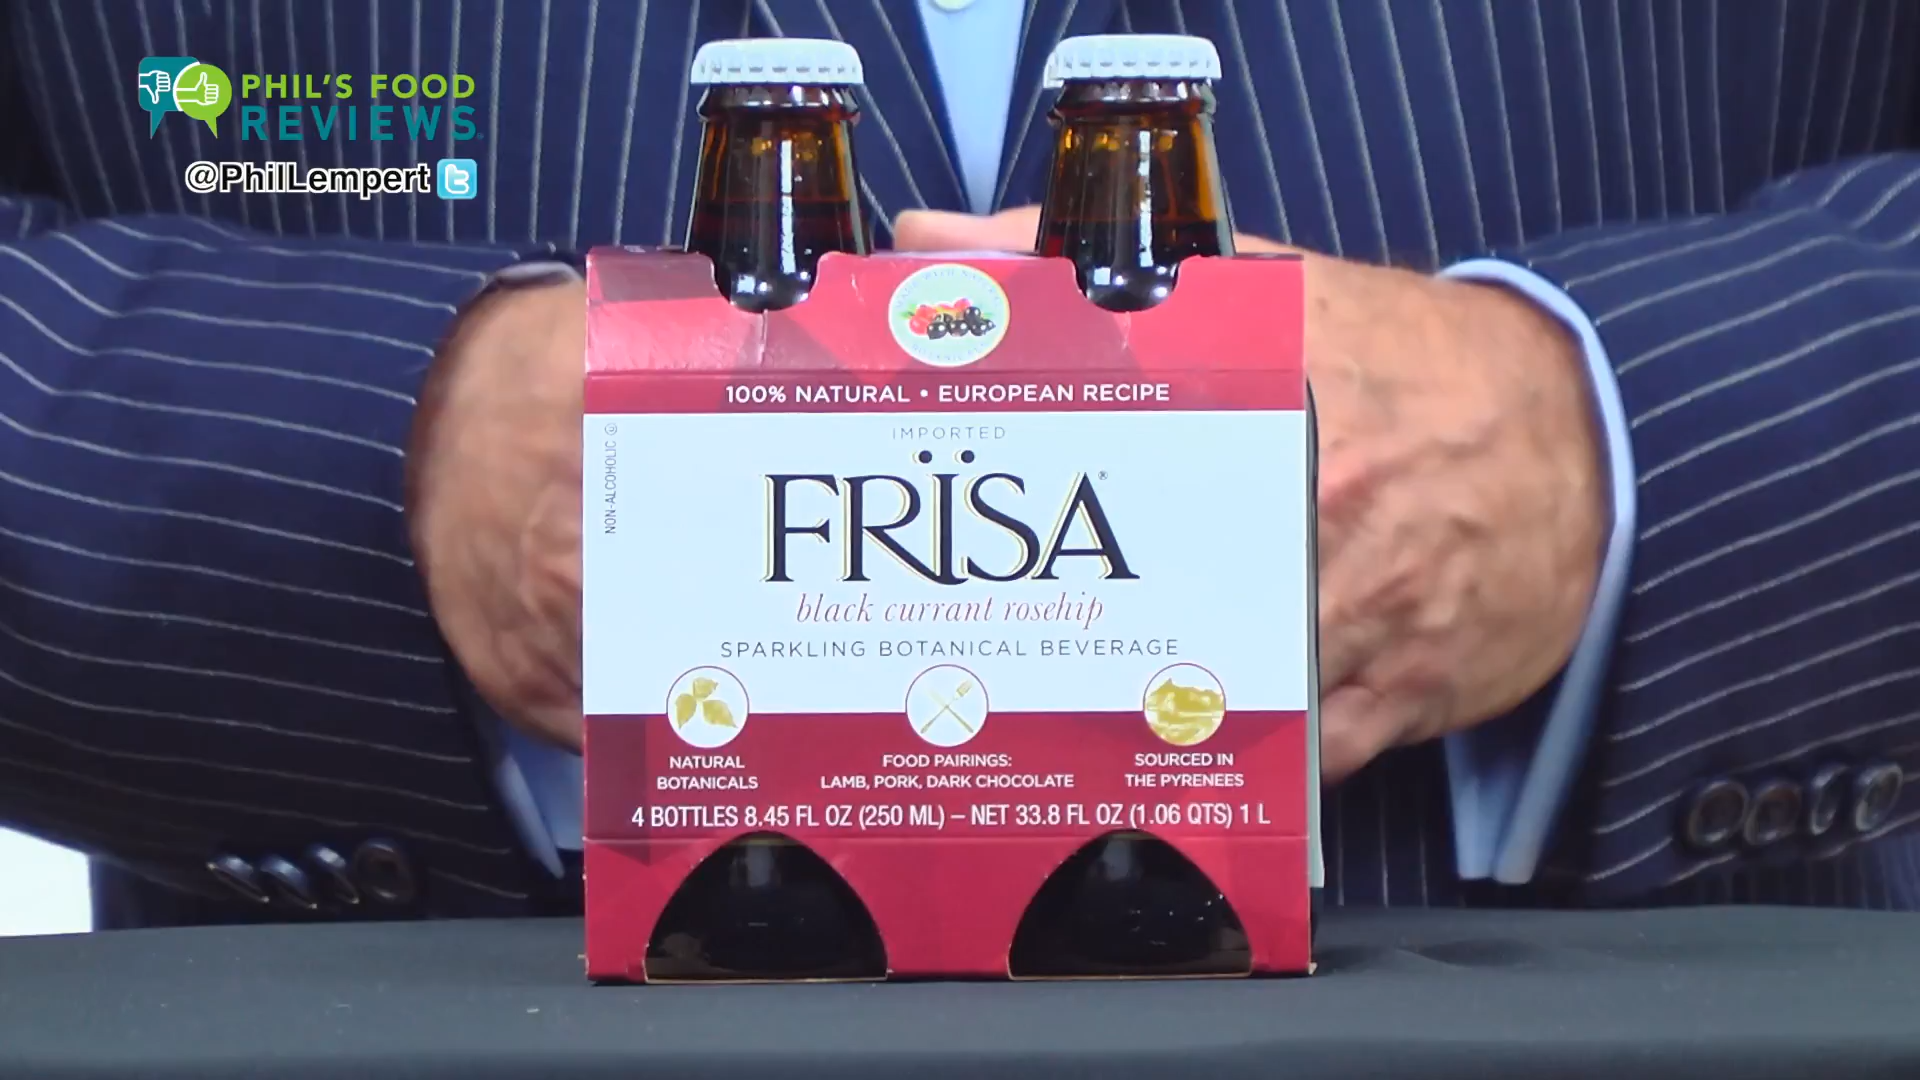 PHIL'S FOOD
REVIEWS
@PhilLempert
100% NATURAL • EUROPEAN RECIPE
NON-ALCOHOLIC
IMPORTED
FRÏSA®
black currant rosehip
SPARKLING BOTANICAL BEVERAGE
NATURAL
BOTANICALS
FOOD PAIRINGS:
LAMB, PORK, DARK CHOCOLATE
SOURCED IN
THE PYRENEES
4 BOTTLES 8.45 FL OZ (250 ML) – NET 33.8 FL OZ (1.06 QTS) 1 L